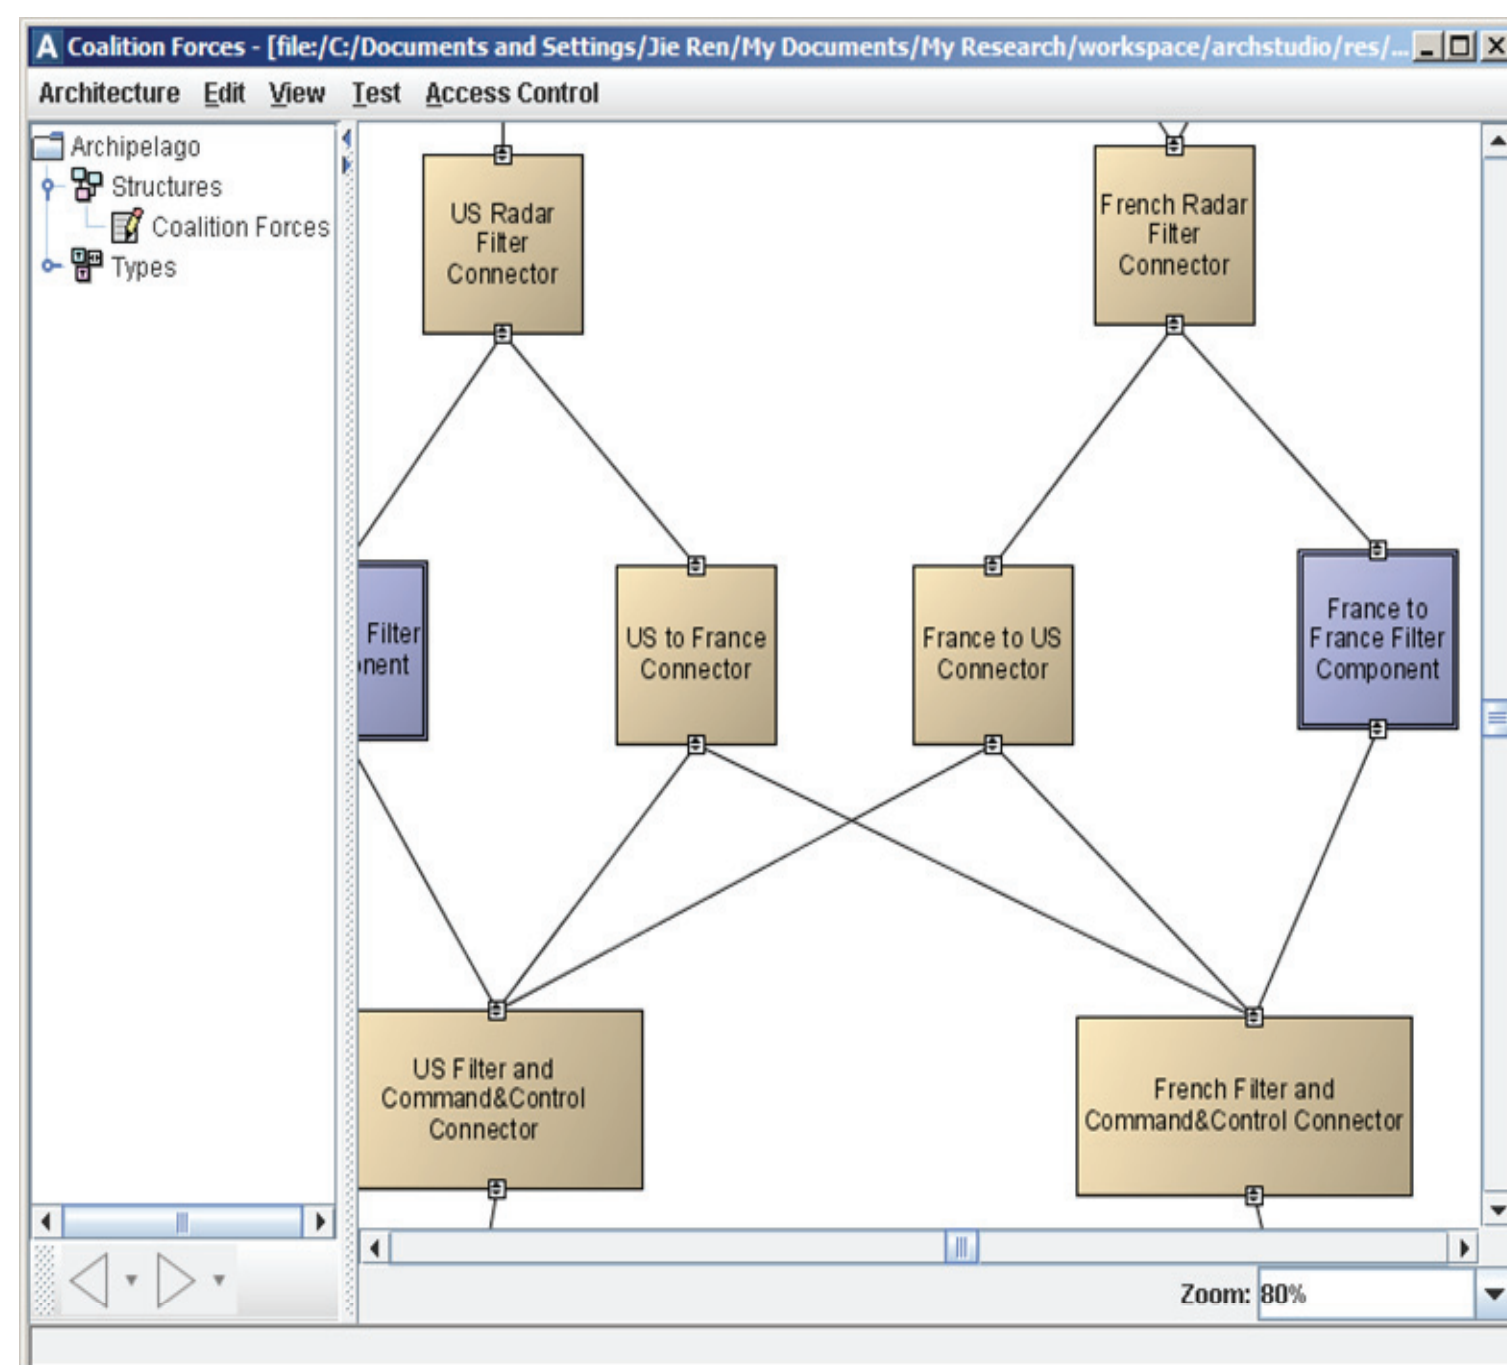 A Coalition Forces - [file:/C:/Documents and Settings/Jie Ren/My Documents/My Research/workspace/archstudio/res/...
Architecture Edit View Test Access Control
Archipelago
Structures
Coalition Forces
Types
US Radar
Filter
Connector
French Radar
Filter
Connector
Filter
nent
US to France
Connector
France to US
Connector
France to
France Filter
Component
US Filter and
Command&Control
Connector
French Filter and
Command&Control Connector
Zoom: 80%